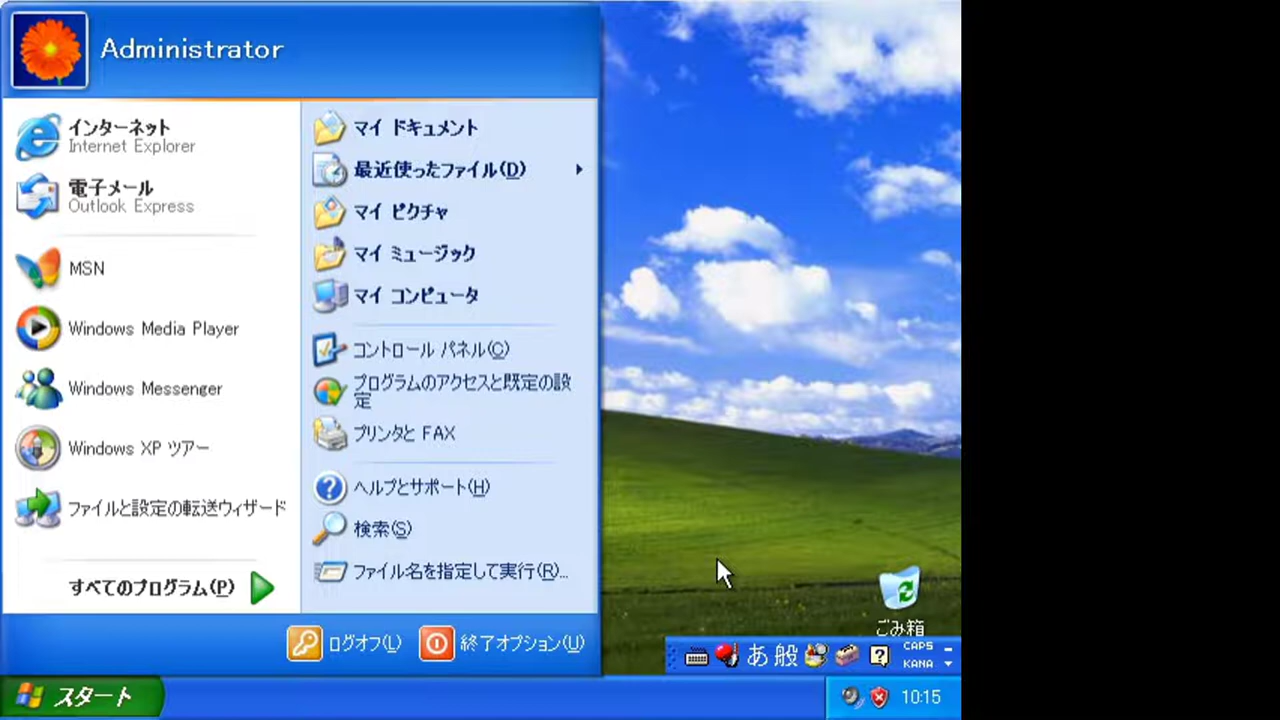 Administrator
インターネット
Internet Explorer
電子メール
Outlook Express
MSN
Windows Media Player
Windows Messenger
Windows XP ツアー
ファイルと設定の転送ウィザード
すべてのプログラム(P)
マイ ドキュメント
最近使ったファイル(D)
マイ ピクチャ
マイ ミュージック
マイ コンピュータ
コントロール パネル(C)
プログラムのアクセスと既定の設
定
プリンタと FAX
ヘルプとサポート(H)
検索(S)
ファイル名を指定して実行(R)...
ログオフ(L)
終了オプション(U)
ごみ箱
あ 般
CAPS
KANA
スタート
10:15